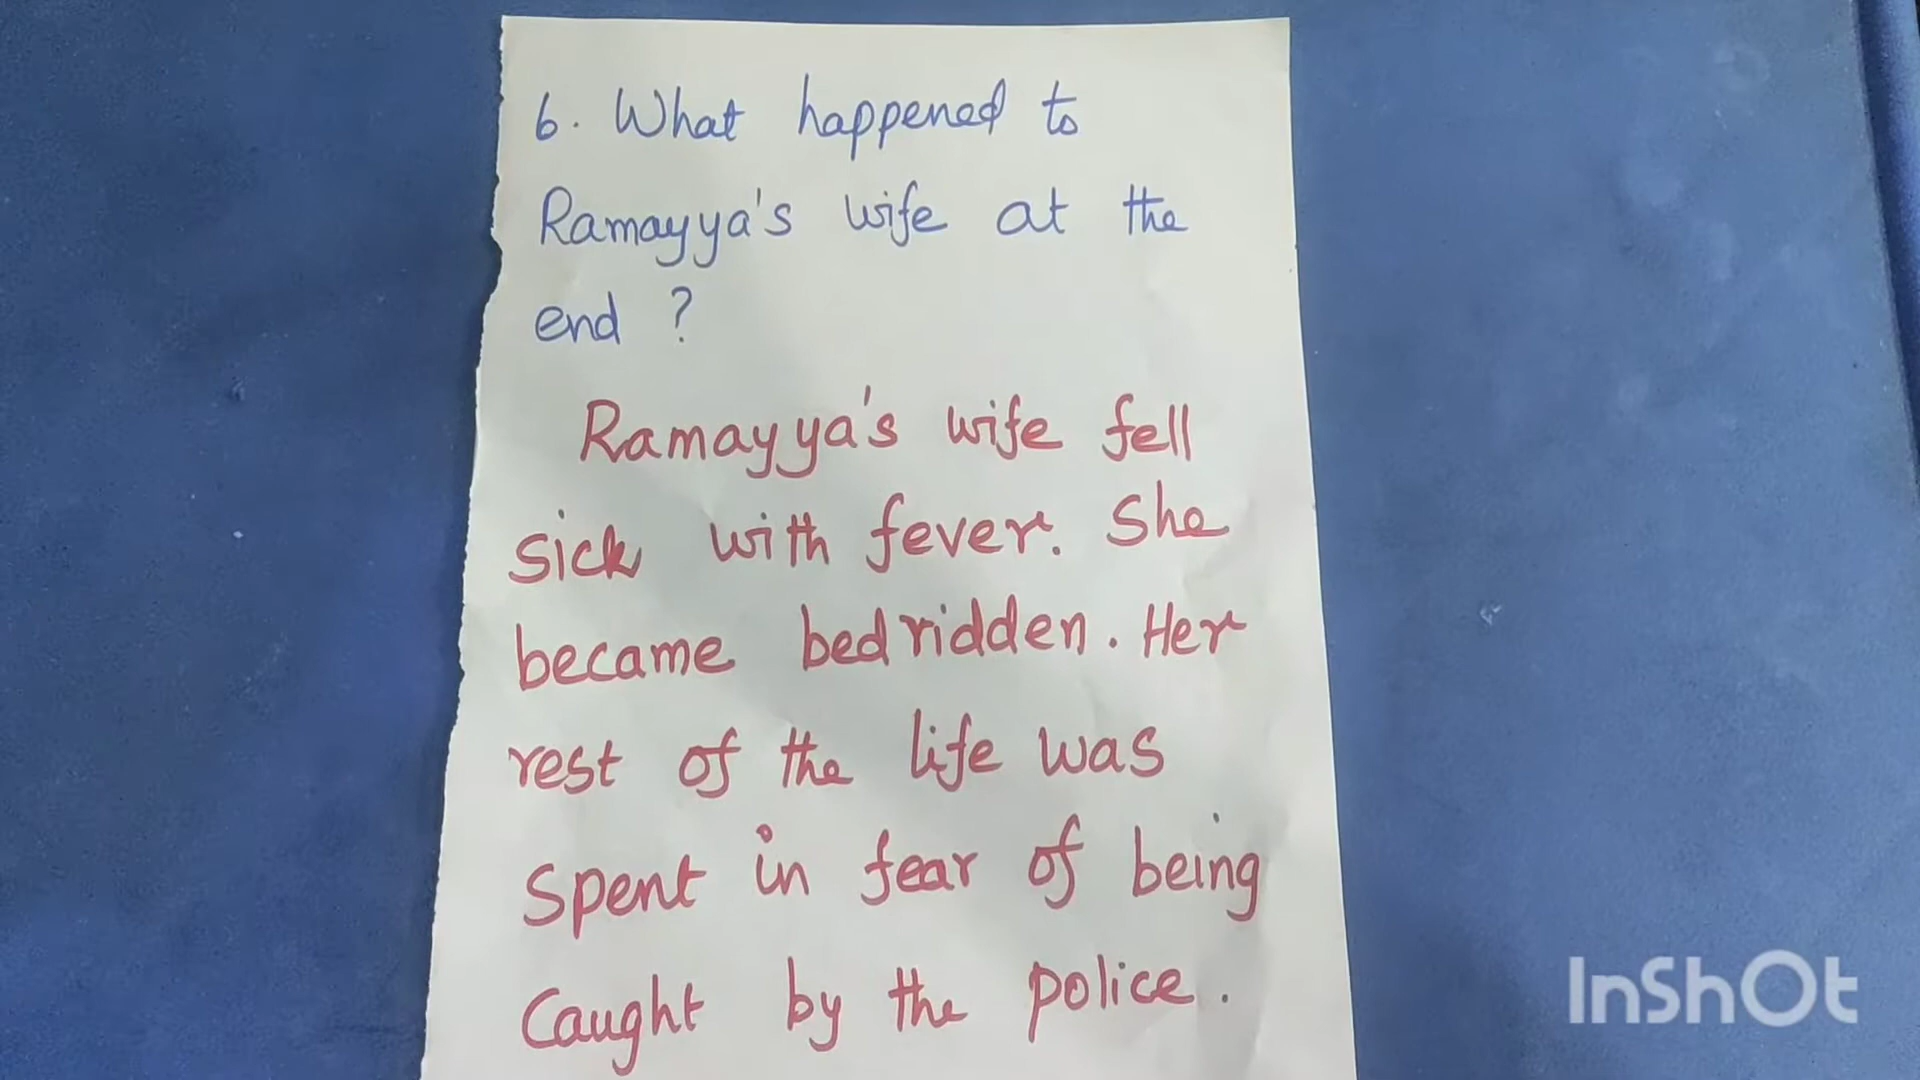 6. What happened to
Ramayya's wife at the
end ?
Ramayya's wife fell
sick with fever. She
became bedridden. Her
rest of the life was
spent in fear of being
caught by the police.
InShOt